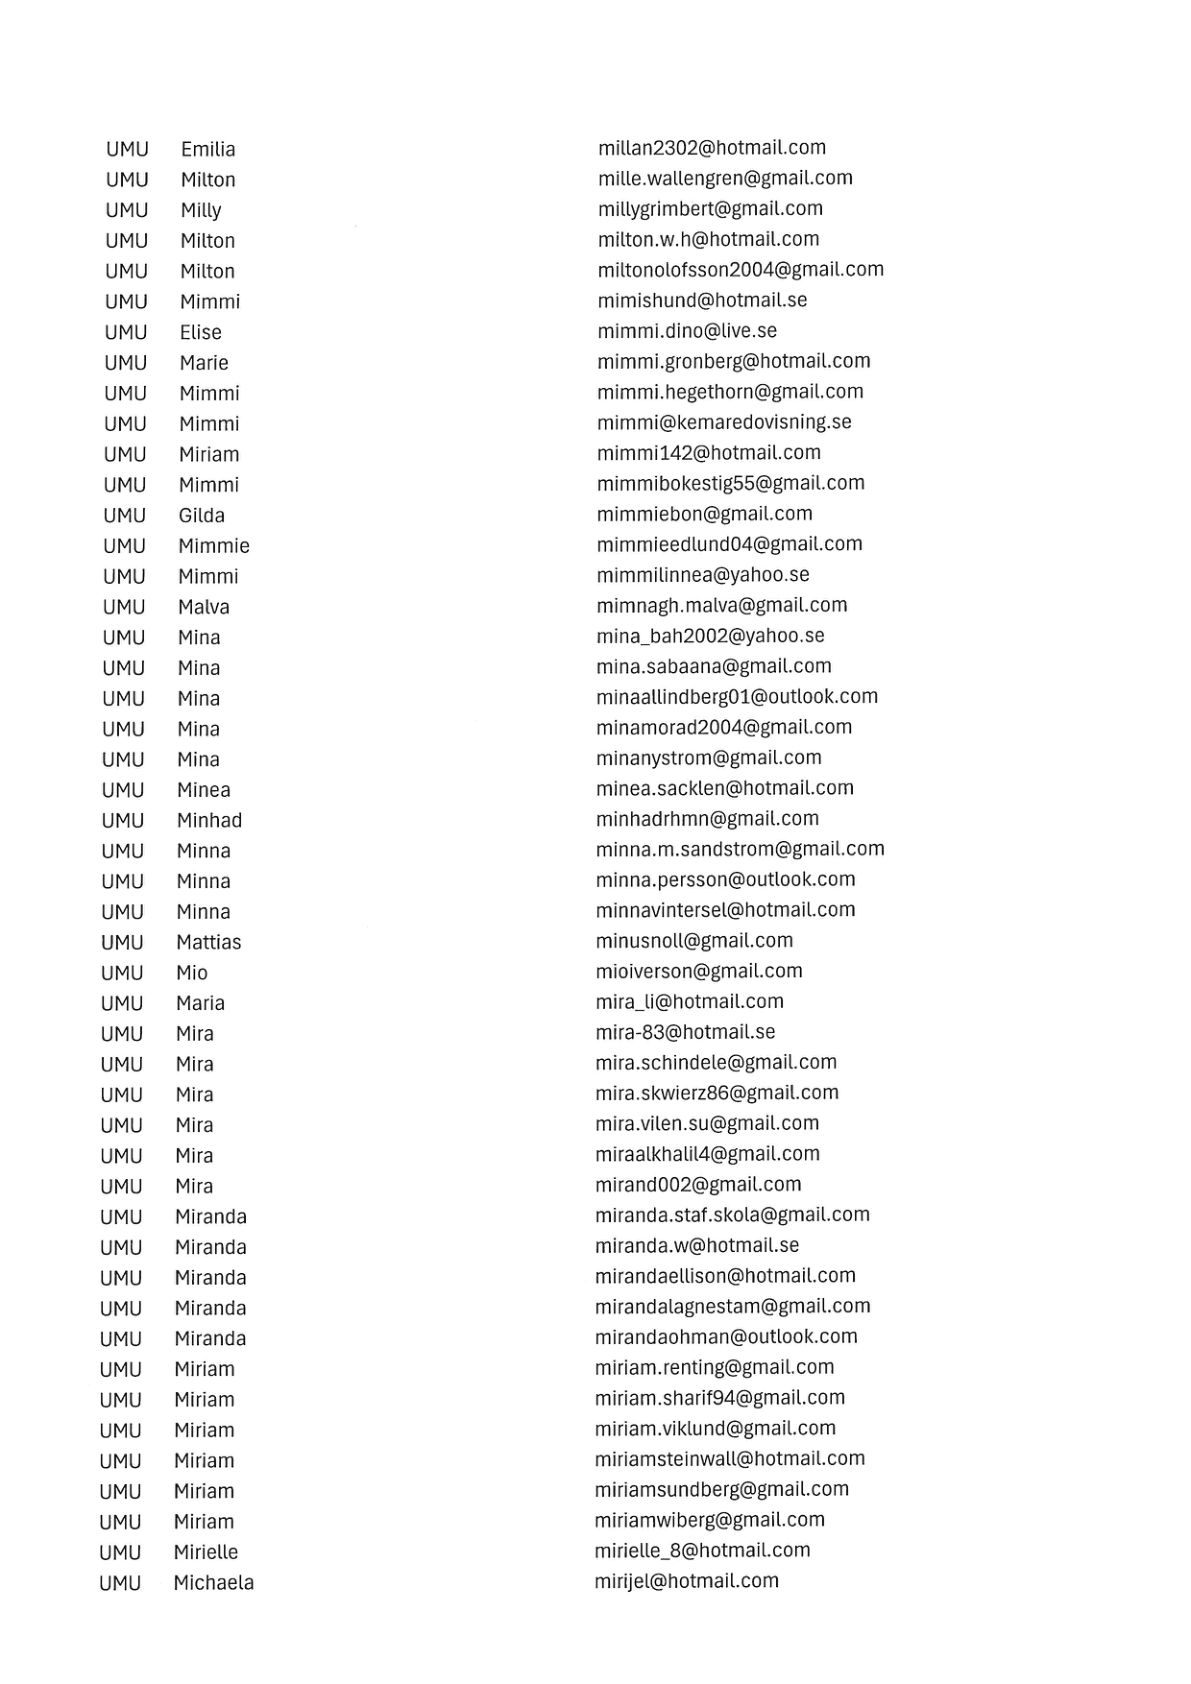 UMU Emilia millan2302@hotmail.com
UMU Milton mille.wallengren@gmail.com
UMU Milly millygrimbert@gmail.com
UMU Milton milton.w.h@hotmail.com
UMU Milton miltonolofsson2004@gmail.com
UMU Mimmi mimishund@hotmail.se
UMU Elise mimmi.dino@live.se
UMU Marie mimmi.gronberg@hotmail.com
UMU Mimmi mimmi.hegethorn@gmail.com
UMU Mimmi mimmi@kemaredovisning.se
UMU Miriam mimmi142@hotmail.com
UMU Mimmi mimmibokestig55@gmail.com
UMU Gilda mimmiebon@gmail.com
UMU Mimmie mimmieedlund04@gmail.com
UMU Mimmi mimmilinnea@yahoo.se
UMU Malva mimnagh.malva@gmail.com
UMU Mina mina_bah2002@yahoo.se
UMU Mina mina.sabaana@gmail.com
UMU Mina minaallindberg01@outlook.com
UMU Mina minamorad2004@gmail.com
UMU Mina minanystrom@gmail.com
UMU Minea minea.sacklen@hotmail.com
UMU Minhad minhadrhmn@gmail.com
UMU Minna minna.m.sandstrom@gmail.com
UMU Minna minna.persson@outlook.com
UMU Minna minnavintersel@hotmail.com
UMU Mattias minusnoll@gmail.com
UMU Mio mioiverson@gmail.com
UMU Maria mira_li@hotmail.com
UMU Mira mira-83@hotmail.se
UMU Mira mira.schindele@gmail.com
UMU Mira mira.skwierz86@gmail.com
UMU Mira mira.vilen.su@gmail.com
UMU Mira miraalkhalil4@gmail.com
UMU Mira mirand002@gmail.com
UMU Miranda miranda.staf.skola@gmail.com
UMU Miranda miranda.w@hotmail.se
UMU Miranda mirandaellison@hotmail.com
UMU Miranda mirandalagnestam@gmail.com
UMU Miranda mirandaohman@outlook.com
UMU Miriam miriam.renting@gmail.com
UMU Miriam miriam.sharif94@gmail.com
UMU Miriam miriam.viklund@gmail.com
UMU Miriam miriamsteinwall@hotmail.com
UMU Miriam miriamsundberg@gmail.com
UMU Miriam miriamwiberg@gmail.com
UMU Mirielle mirielle_8@hotmail.com
UMU Michaela mirijel@hotmail.com